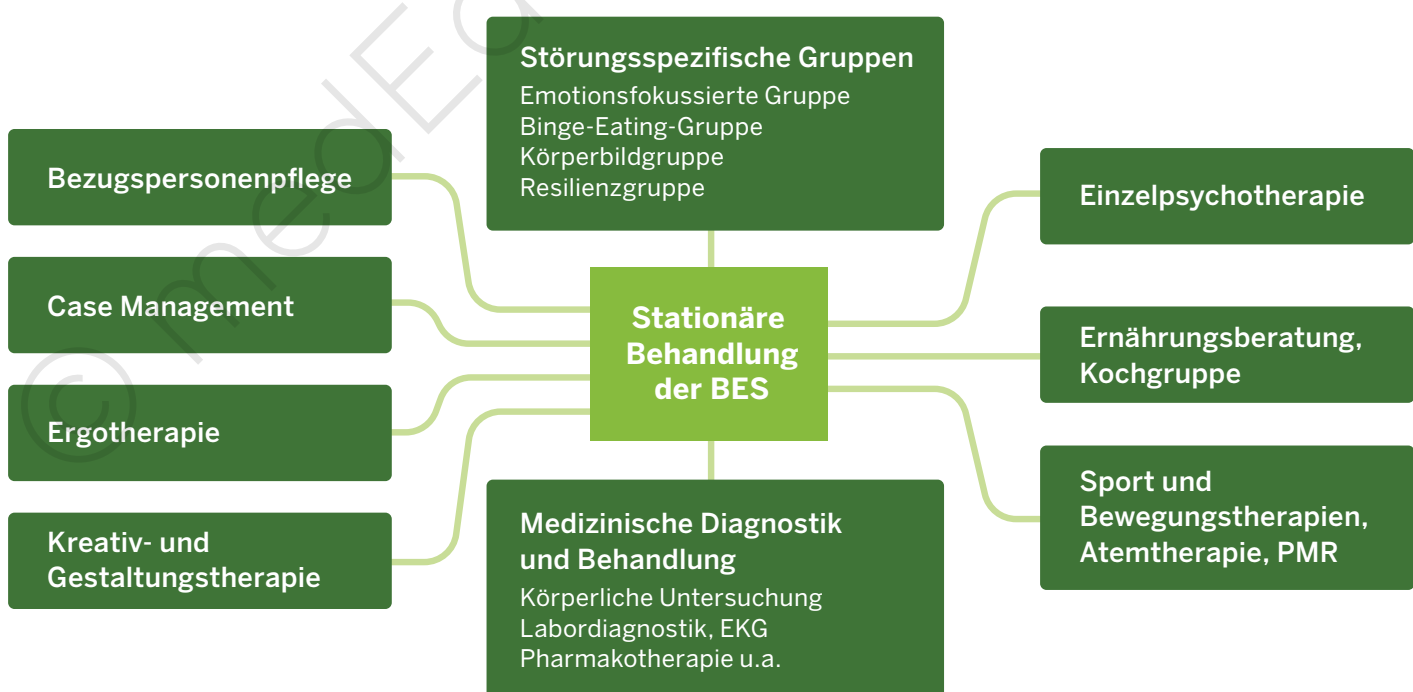 Störungsspezifische Gruppen
Emotionsfokussierte Gruppe
Binge-Eating-Gruppe
Körperbildgruppe
Resilienzgruppe
Bezugspersonenpflege
Case Management
Ergotherapie
Kreativ- und
Gestaltungstherapie
Stationäre
Behandlung
der BES
Einzelpsychotherapie
Ernährungsberatung,
Kochgruppe
Sport und
Bewegungstherapien,
Atemtherapie, PMR
Medizinische Diagnostik
und Behandlung
Körperliche Untersuchung
Labordiagnostik, EKG
Pharmakotherapie u.a.